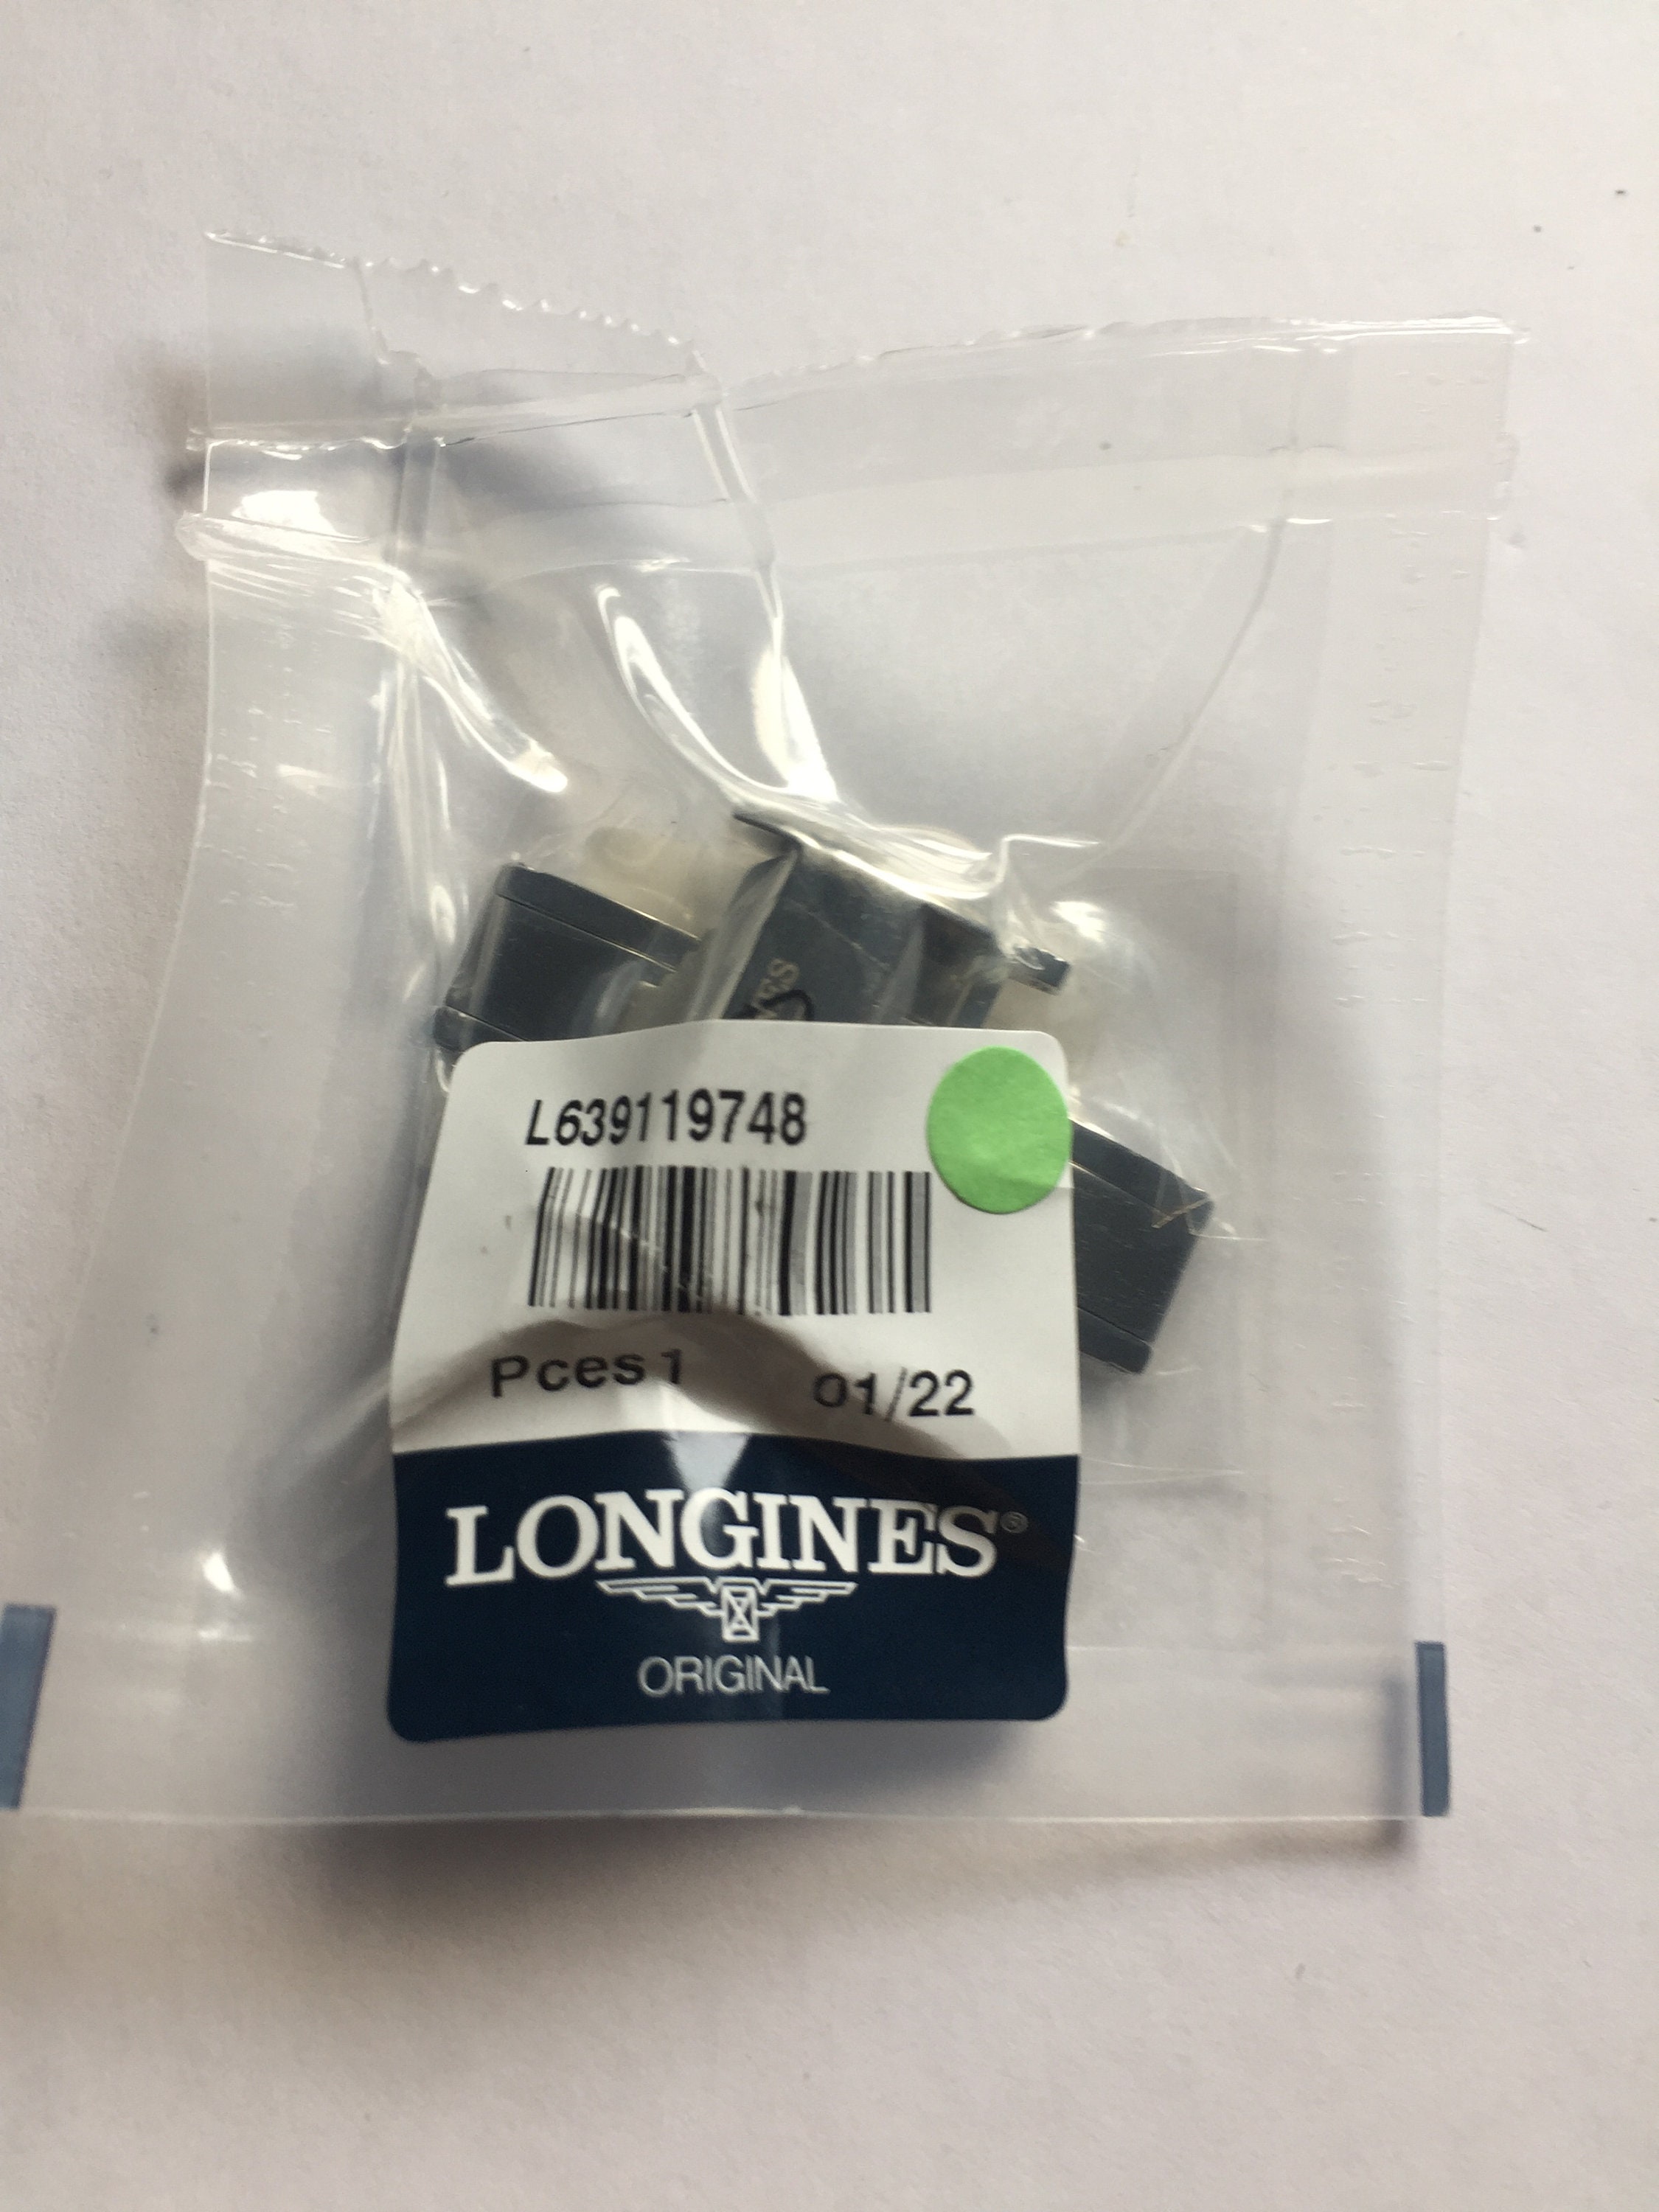 L639119748
Pces 1 01/22
LONGINES®
ORIGINAL